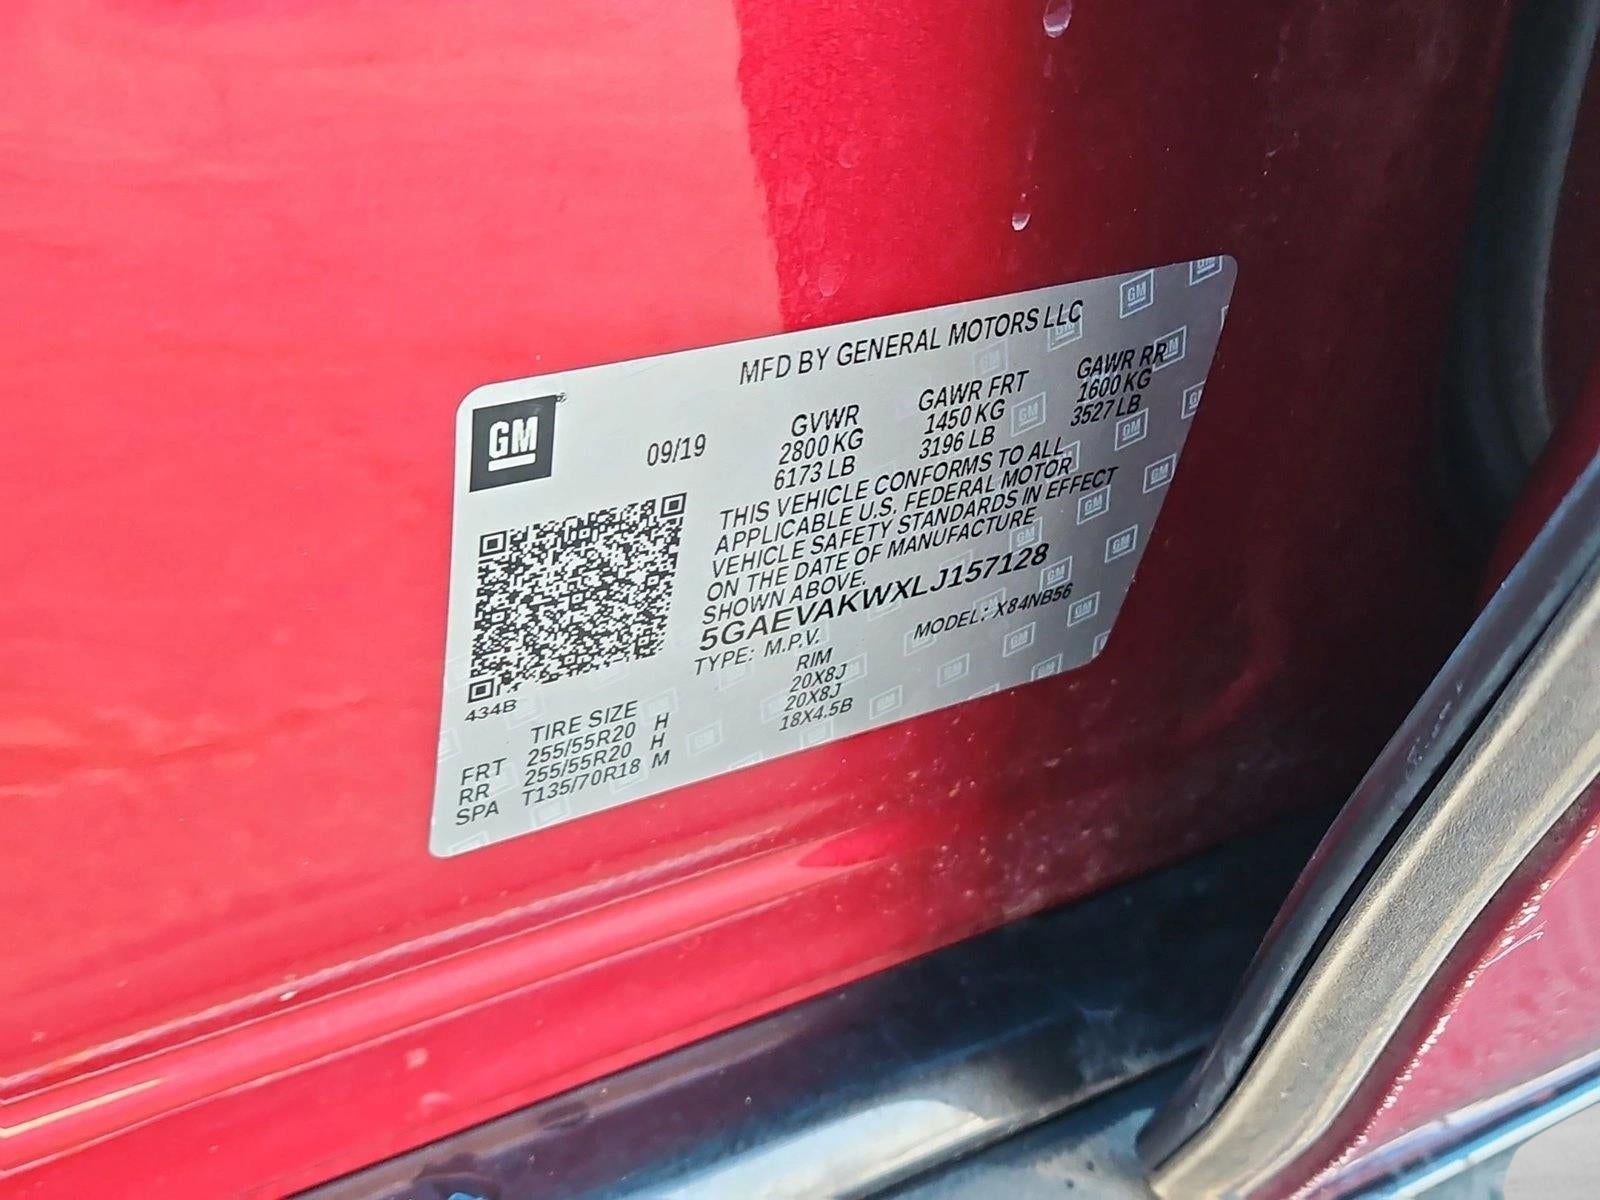 MFD BY GENERAL MOTORS LLC
GM
09/19
GVWR
2800 KG
6173 LB
GAWR FRT
1450 KG
3196 LB
GAWR RR
1600 KG
3527 LB
THIS VEHICLE CONFORMS TO ALL
APPLICABLE U.S. FEDERAL MOTOR
VEHICLE SAFETY STANDARDS IN EFFECT
ON THE DATE OF MANUFACTURE
SHOWN ABOVE.
5GAEVAKWXLJ157128
TYPE: M.P.V. MODEL: X84NB56
434B
TIRE SIZE RIM
FRT 255/55R20 H 20X8J
RR 255/55R20 H 20X8J
SPA T135/70R18 M 18X4.5B